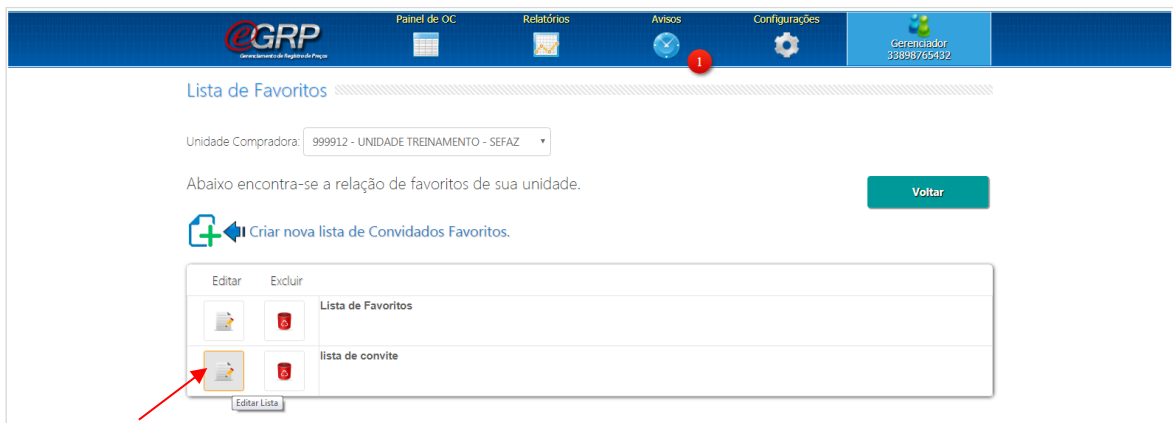 Painel de OC Relatórios Avisos Configurações
eGRP
Gerenciamento de Registro de Preços
1
Gerenciador
33898765432
Lista de Favoritos
Unidade Compradora: 999912 - UNIDADE TREINAMENTO - SEFAZ
Abaixo encontra-se a relação de favoritos de sua unidade.
Voltar
Criar nova lista de Convidados Favoritos.
Editar Excluir
Lista de Favoritos
lista de convite
Editar Lista